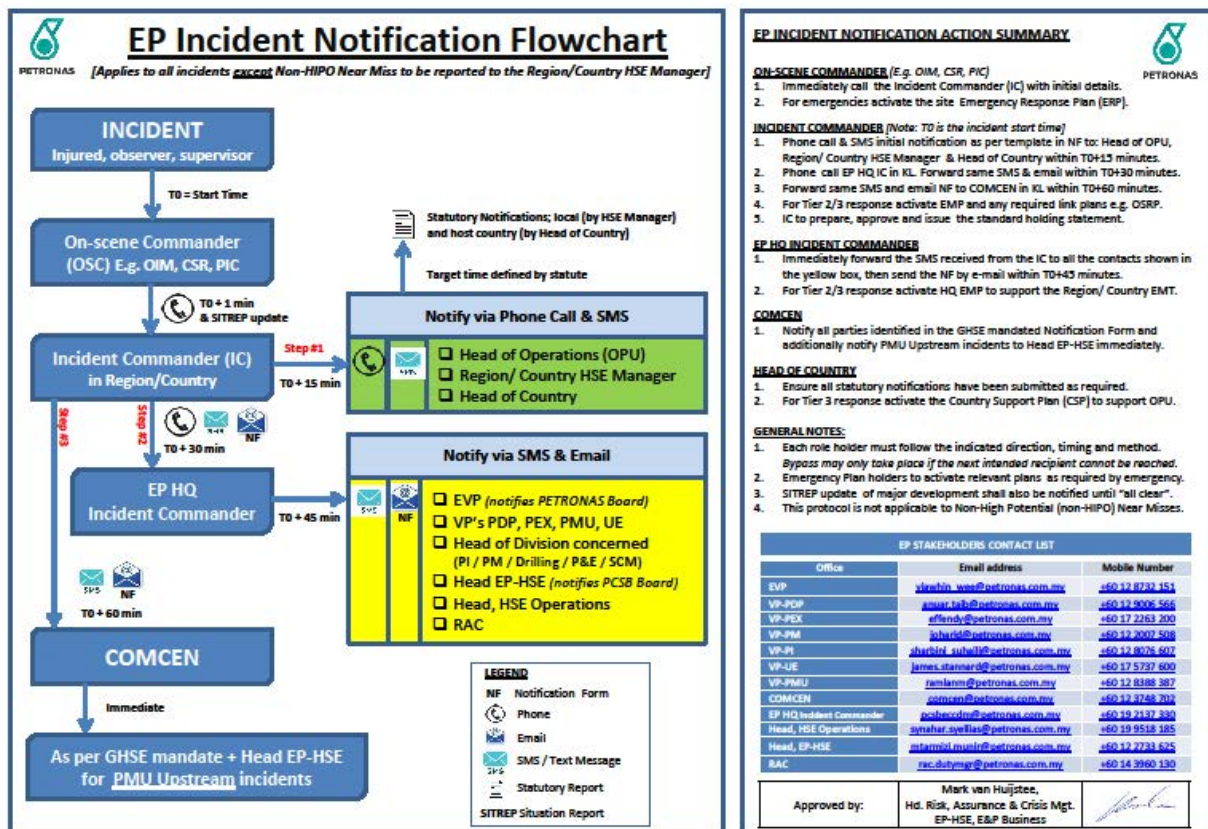 PETRONAS
EP Incident Notification Flowchart
[Applies to all incidents except Non-HIPO Near Miss to be reported to the Region/Country HSE Manager]
INCIDENT
Injured, observer, supervisor
T0 = Start Time
On-scene Commander
(OSC) E.g. OIM, CSR, PIC
T0 + 1 min
& SITREP update
Incident Commander (IC)
in Region/Country
Step #1
T0 + 15 min
Statutory Notifications; local (by HSE Manager)
and host country (by Head of Country)
Target time defined by statute
Notify via Phone Call & SMS
SMS
Head of Operations (OPU)
Region/ Country HSE Manager
Head of Country
Step #3
Step #2
SMS
NF
T0 + 30 min
EP HQ
Incident Commander
T0 + 45 min
Notify via SMS & Email
SMS
NF
EVP (notifies PETRONAS Board)
VP's PDP, PEX, PMU, UE
Head of Division concerned
(PI / PM / Drilling / P&E / SCM)
Head EP-HSE (notifies PCSB Board)
Head, HSE Operations
RAC
SMS
NF
T0 + 60 min
COMCEN
Immediate
As per GHSE mandate + Head EP-HSE
for PMU Upstream incidents
LEGEND
NF Notification Form
Phone
Email
SMS SMS / Text Message
Statutory Report
SITREP Situation Report
EP INCIDENT NOTIFICATION ACTION SUMMARY
PETRONAS
ON-SCENE COMMANDER (E.g. OIM, CSR, PIC)
1. Immediately call the Incident Commander (IC) with initial details.
2. For emergencies activate the site Emergency Response Plan (ERP).
INCIDENT COMMANDER [Note: T0 is the incident start time]
1. Phone call & SMS initial notification as per template in NF to: Head of OPU,
Region/ Country HSE Manager & Head of Country within T0+15 minutes.
2. Phone call EP HQ IC in KL. Forward same SMS & email within T0+30 minutes.
3. Forward same SMS and email NF to COMCEN in KL within T0+60 minutes.
4. For Tier 2/3 response activate EMP and any required link plans e.g. OSRP.
5. IC to prepare, approve and issue the standard holding statement.
EP HQ INCIDENT COMMANDER
1. Immediately forward the SMS received from the IC to all the contacts shown in
the yellow box, then send the NF by e-mail within T0+45 minutes.
2. For Tier 2/3 response activate HQ EMP to support the Region/ Country EMT.
COMCEN
1. Notify all parties identified in the GHSE mandated Notification Form and
additionally notify PMU Upstream incidents to Head EP-HSE immediately.
HEAD OF COUNTRY
1. Ensure all statutory notifications have been submitted as required.
2. For Tier 3 response activate the Country Support Plan (CSP) to support OPU.
GENERAL NOTES:
1. Each role holder must follow the indicated direction, timing and method.
Bypass may only take place if the next intended recipient cannot be reached.
2. Emergency Plan holders to activate relevant plans as required by emergency.
3. SITREP update of major development shall also be notified until "all clear".
4. This protocol is not applicable to Non-High Potential (non-HIPO) Near Misses.
EP STAKEHOLDERS CONTACT LIST
Office Email address Mobile Number
EVP +60 12 8732 151
VP-PDP anuar.taib@petronas.com.my +60 12 9006 566
VP-PEX effendy@petronas.com.my +60 17 2263 200
VP-PM joharid@petronas.com.my +60 12 2007 508
VP-PI sharbini_suhaili@petronas.com.my +60 12 8076 607
VP-UE james.stannard@petronas.com.my +60 17 5737 600
VP-PMU ramlanm@petronas.com.my +60 12 8388 387
COMCEN comcen@petronas.com.my +60 12 3748 702
EP HQ Incident Commander +60 19 2137 330
Head, HSE Operations +60 19 9518 185
Head, EP-HSE mtarmizi.munir@petronas.com.my +60 12 2733 625
RAC rac.dutymgr@petronas.com.my +60 14 3960 130
Approved by:
Mark van Huijstee,
Hd. Risk, Assurance & Crisis Mgt.
EP-HSE, E&P Business